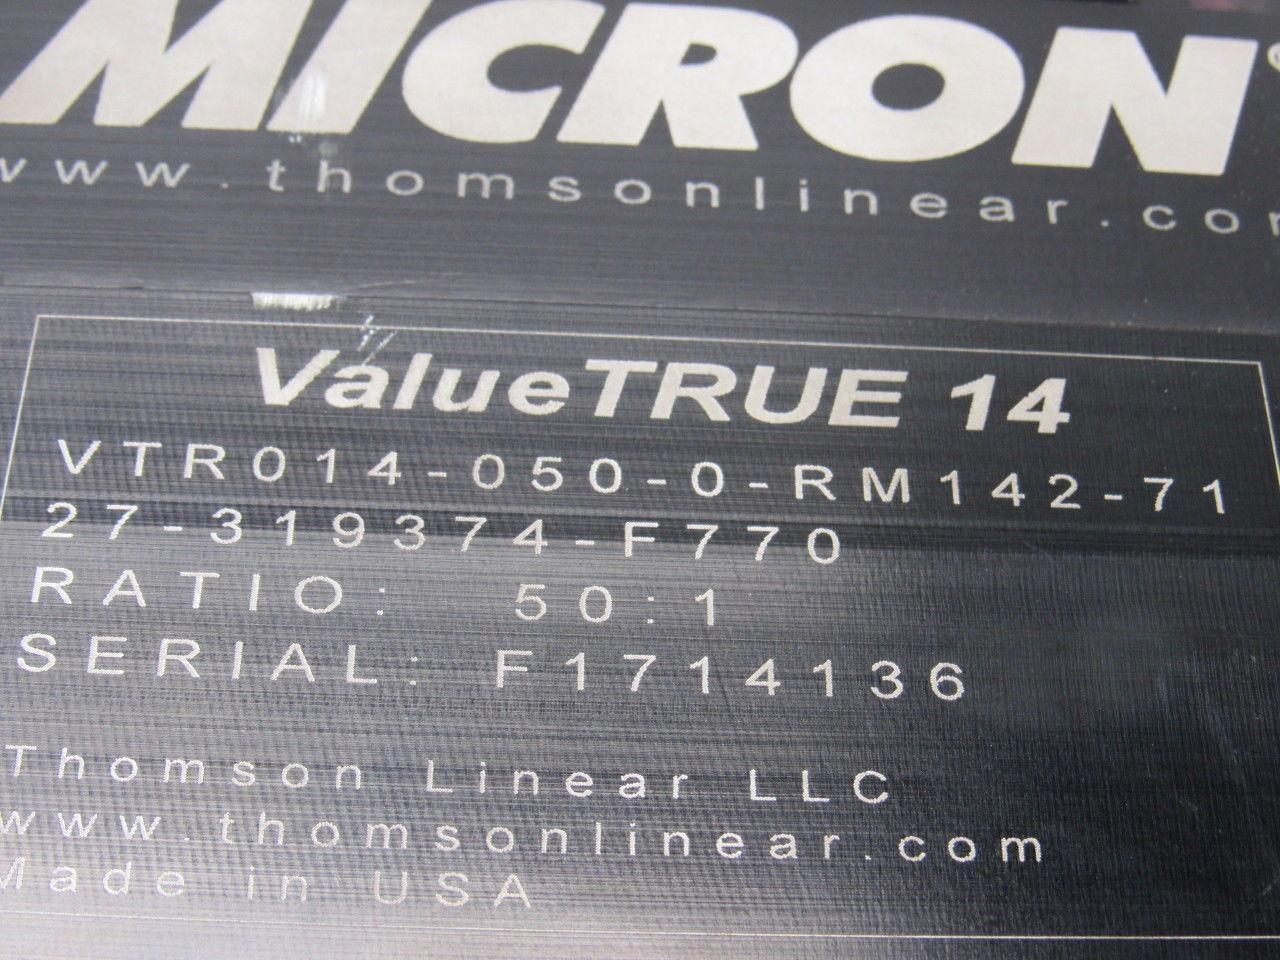 MICRON®
www.thomsonlinear.com
ValueTRUE 14
VTR014-050-0-RM142-71
27-319374-F770
RATIO: 50:1
SERIAL: F1714136
Thomson Linear LLC
www.thomsonlinear.com
Made in USA